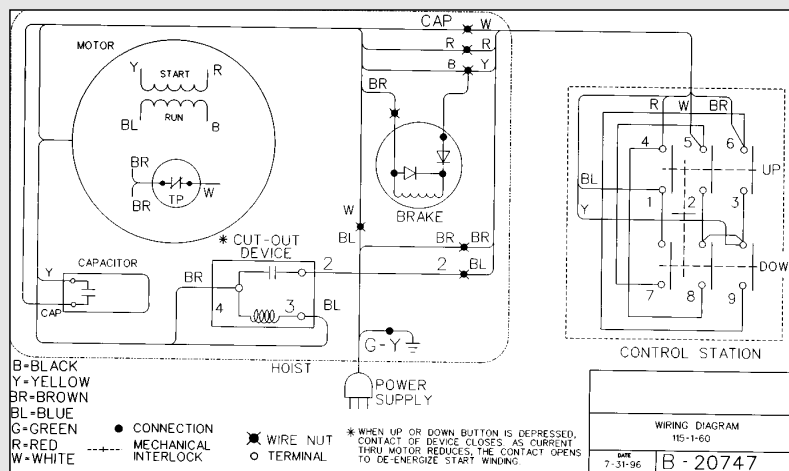 CAP W
MOTOR
R R
Y START R
B Y
BR
RUN
BL B
R W BR
4 5 6
UP
BR
BL
W
TP
BR
1 2 3
Y
BRAKE
W
BL
BR BR
* CUT-OUT
DEVICE
2 2 BL
DOW
CAPACITOR
Y
BR
4 3 BL
7 8 9
CAP
G-Y
CONTROL STATION
HOIST
POWER
SUPPLY
B=BLACK
Y=YELLOW
BR=BROWN
BL=BLUE
G=GREEN
R=RED
W=WHITE
CONNECTION
MECHANICAL
INTERLOCK
WIRE NUT
TERMINAL
* WHEN UP OR DOWN BUTTON IS DEPRESSED,
CONTACT OF DEVICE CLOSES. AS CURRENT
THRU MOTOR REDUCES, THE CONTACT OPENS
TO DE-ENERGIZE START WINDING.
WIRING DIAGRAM
115-1-60
DATE
7-31-96
B - 20747